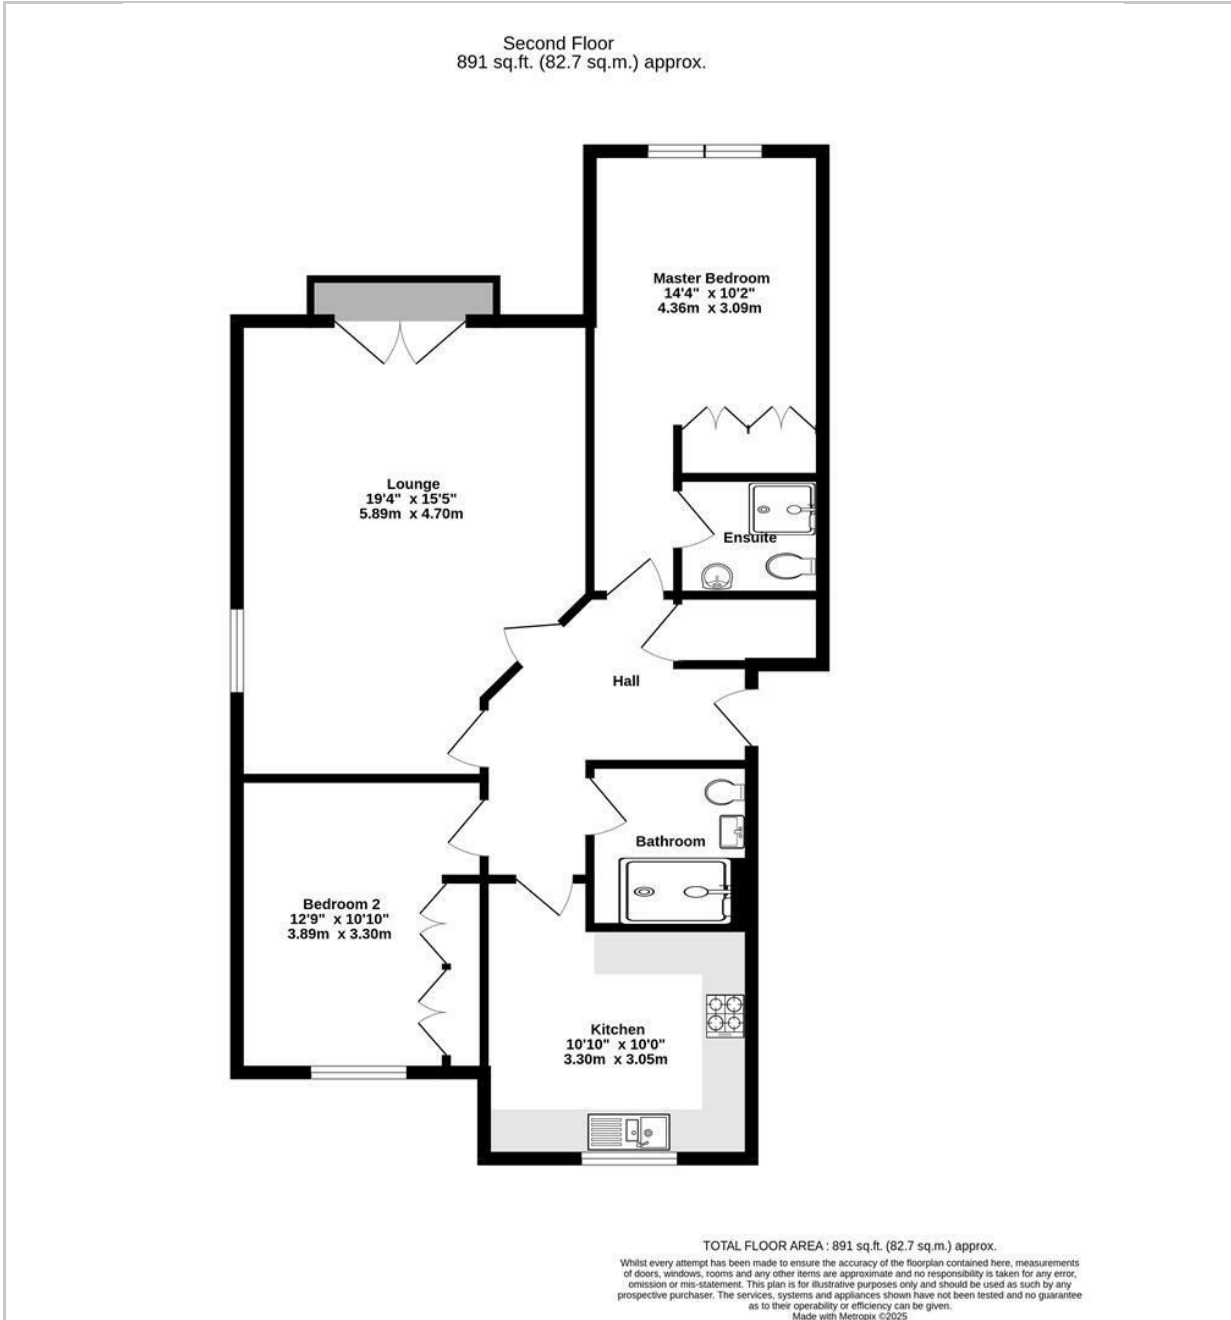 Second Floor
891 sq.ft. (82.7 sq.m.) approx.
Master Bedroom
14'4" x 10'2"
4.36m x 3.09m
Lounge
19'4" x 15'5"
5.89m x 4.70m
Ensuite
Hall
Bathroom
Bedroom 2
12'9" x 10'10"
3.89m x 3.30m
Kitchen
10'10" x 10'0"
3.30m x 3.05m
TOTAL FLOOR AREA : 891 sq.ft. (82.7 sq.m.) approx.
Whilst every attempt has been made to ensure the accuracy of the floorplan contained here, measurements
of doors, windows, rooms and any other items are approximate and no responsibility is taken for any error,
omission or mis-statement. This plan is for illustrative purposes only and should be used as such by any
prospective purchaser. The services, systems and appliances shown have not been tested and no guarantee
as to their operability or efficiency can be given.
Made with Metropix ©2025